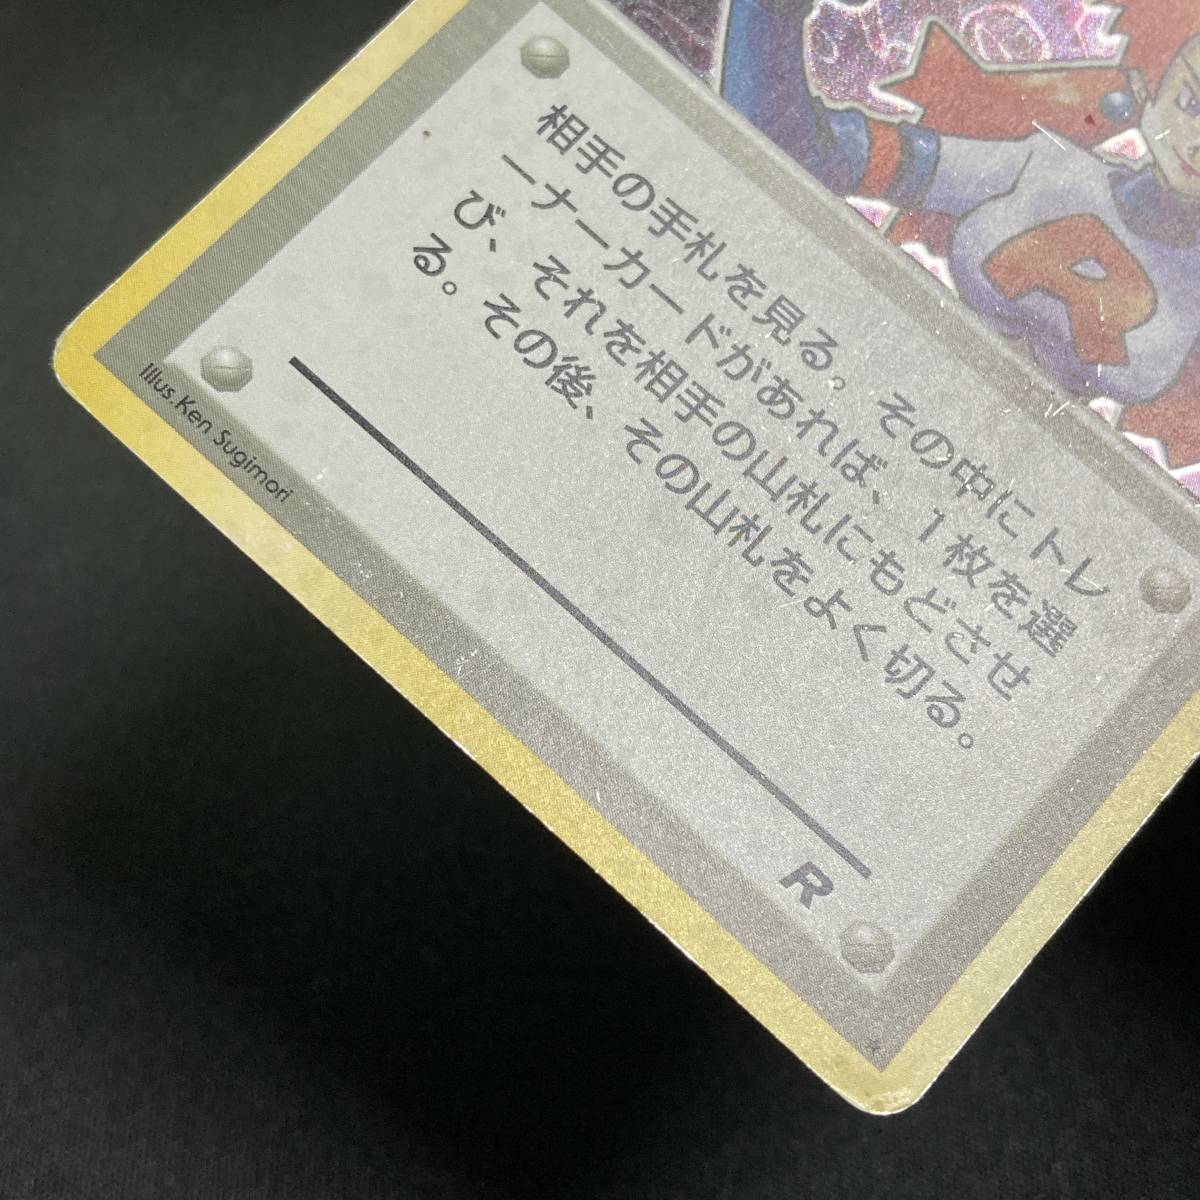 相手の手札を見る。その中にトレ
ーナーカードがあれば、1枚を選
び、それを相手の山札にもどさせ
る。その後、その山札をよく切る。
R
Illus.Ken Sugimori
R